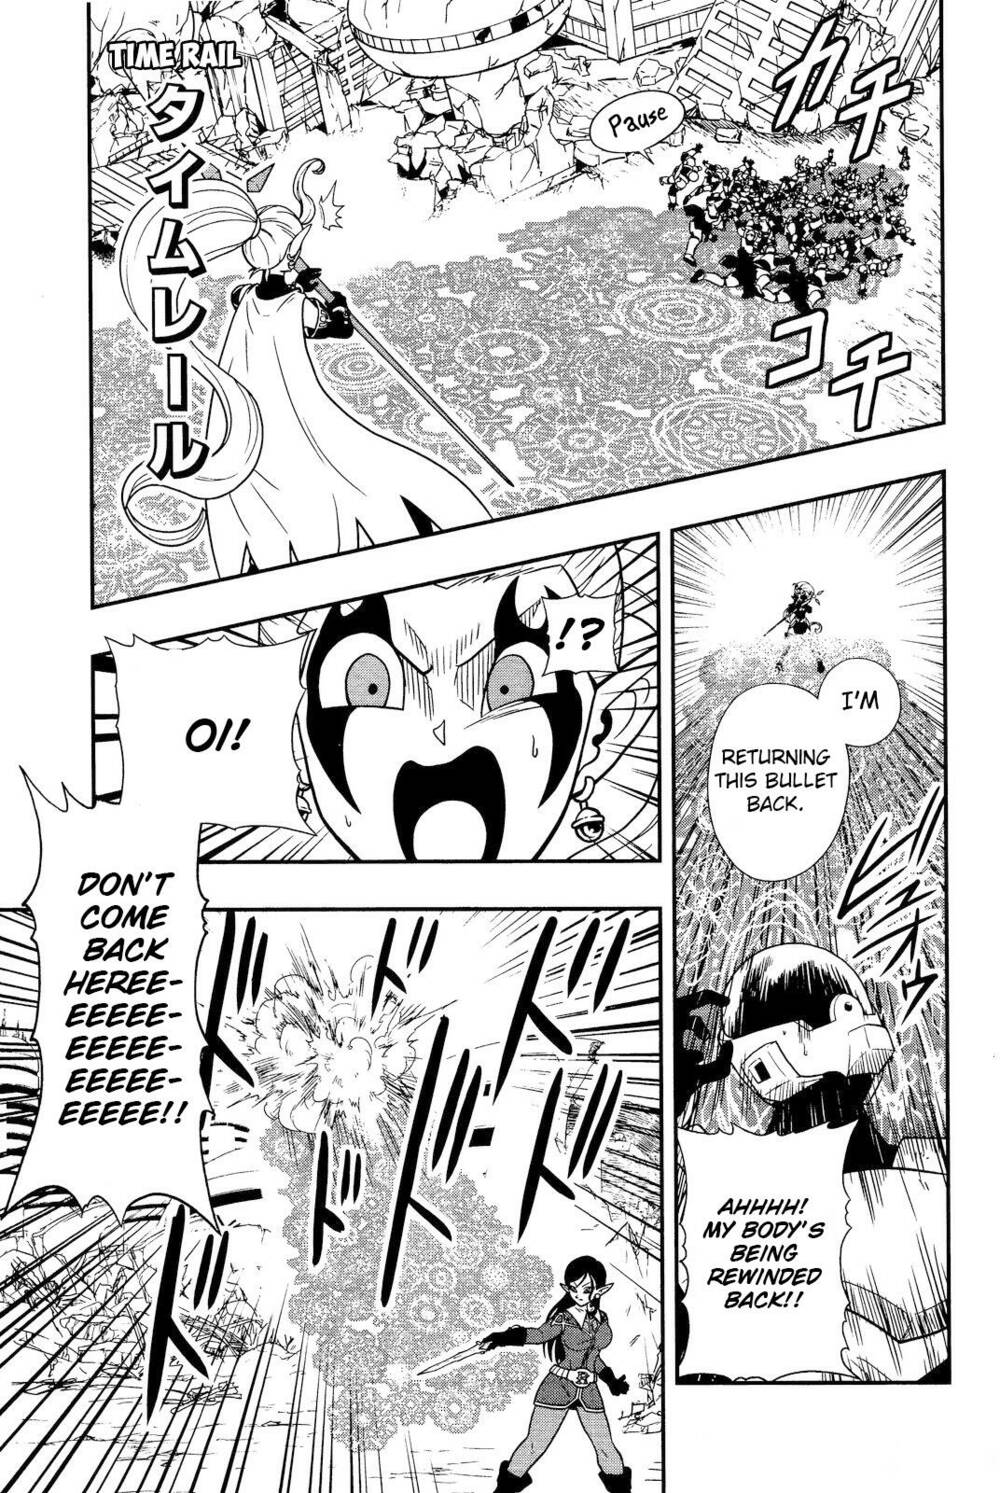 カチ
Pause
コチ
TIME RAIL
タイムレール
I'M
RETURNING
THIS BULLET
BACK.
ビュオゥ
AHHHH!
MY BODY'S
BEING
REWINDED
BACK!!
!?
OI!
DON'T
COME
BACK
HEREE-
EEEEE-
EEEEE-
EEEEE-
EEEEE!!
ドドドドドドド